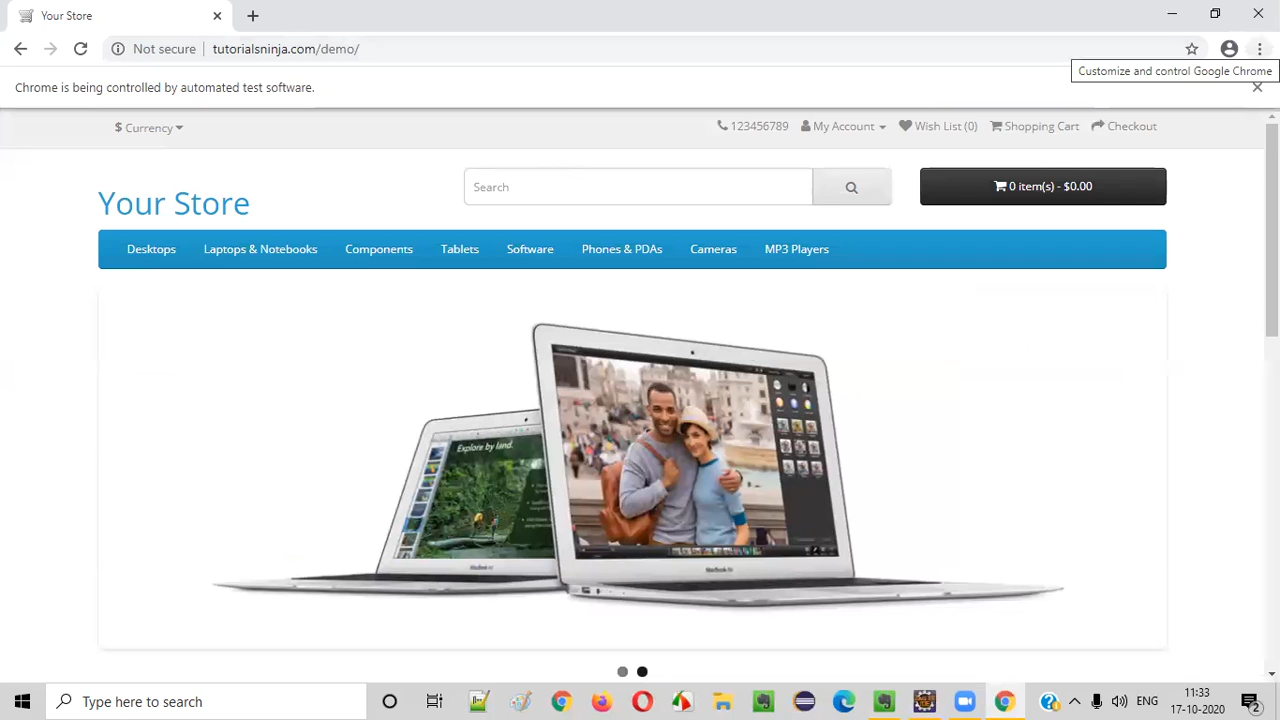 Your Store
Not secure
tutorialsninja.com/demo/
Customize and control Google Chrome
Chrome is being controlled by automated test software.
$ Currency
123456789
My Account
Wish List (0)
Shopping Cart
Checkout
Your Store
Search
0 item(s) - $0.00
Desktops
Laptops & Notebooks
Components
Tablets
Software
Phones & PDAs
Cameras
MP3 Players
Explore by land.
MacBook Air
Type here to search
ENG
11:33
17-10-2020
2